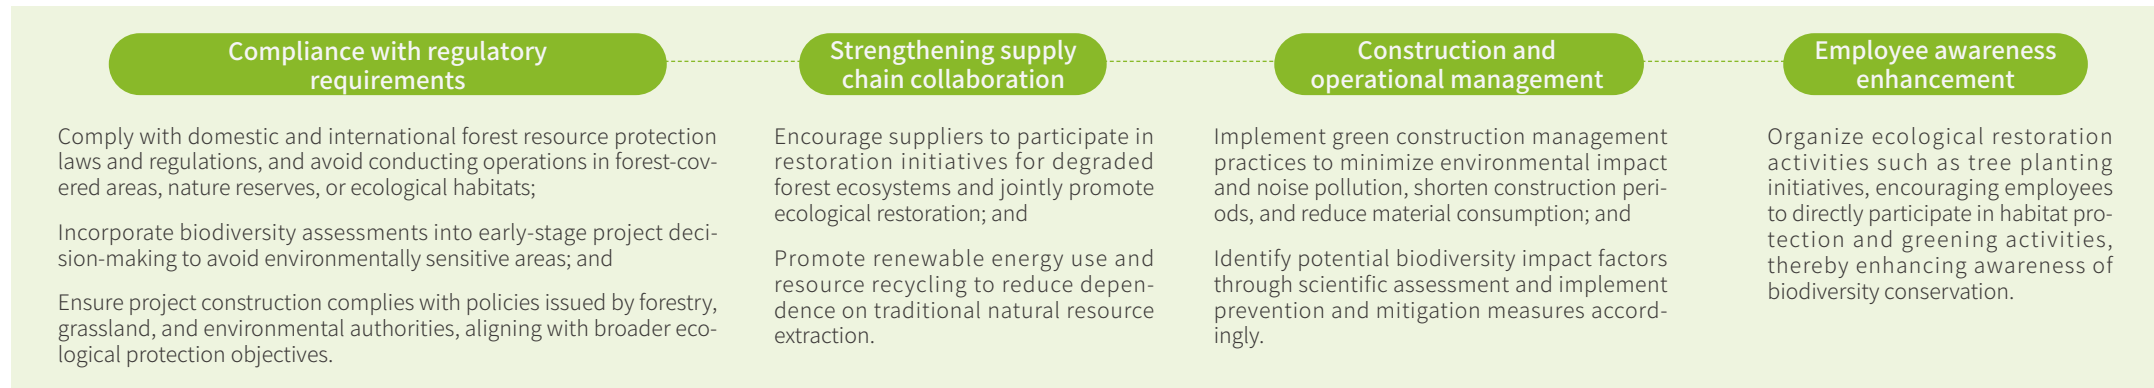 Compliance with regulatory
requirements
Comply with domestic and international forest resource protection
laws and regulations, and avoid conducting operations in forest-cov-
ered areas, nature reserves, or ecological habitats;
Incorporate biodiversity assessments into early-stage project deci-
sion-making to avoid environmentally sensitive areas; and
Ensure project construction complies with policies issued by forestry,
grassland, and environmental authorities, aligning with broader eco-
logical protection objectives.
Strengthening supply
chain collaboration
Encourage suppliers to participate in
restoration initiatives for degraded
forest ecosystems and jointly promote
ecological restoration; and
Promote renewable energy use and
resource recycling to reduce depen-
dence on traditional natural resource
extraction.
Construction and
operational management
Implement green construction management
practices to minimize environmental impact
and noise pollution, shorten construction peri-
ods, and reduce material consumption; and
Identify potential biodiversity impact factors
through scientific assessment and implement
prevention and mitigation measures accord-
ingly.
Employee awareness
enhancement
Organize ecological restoration
activities such as tree planting
initiatives, encouraging employees
to directly participate in habitat pro-
tection and greening activities,
thereby enhancing awareness of
biodiversity conservation.